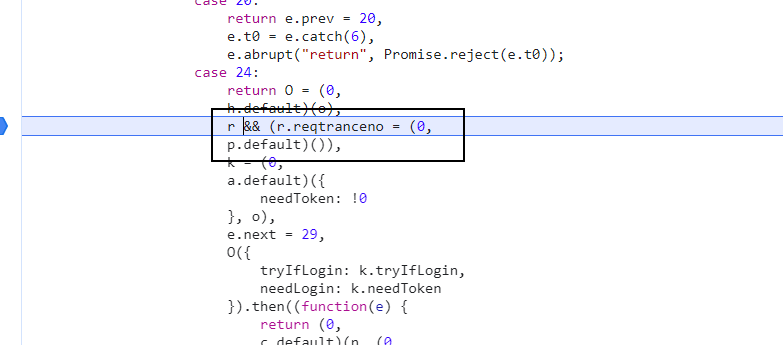 case 20:
return e.prev = 20,
e.t0 = e.catch(6),
e.abrupt("return", Promise.reject(e.t0));
case 24:
return O = (0,
h.default)(o),
r && (r.reqtranceno = (0,
p.default)()),
k = (0,
a.default)({
needToken: !0
}, o),
e.next = 29,
O({
tryIfLogin: k.tryIfLogin,
needLogin: k.needToken
}).then((function(e) {
return (0,
c.default)(n, (0,